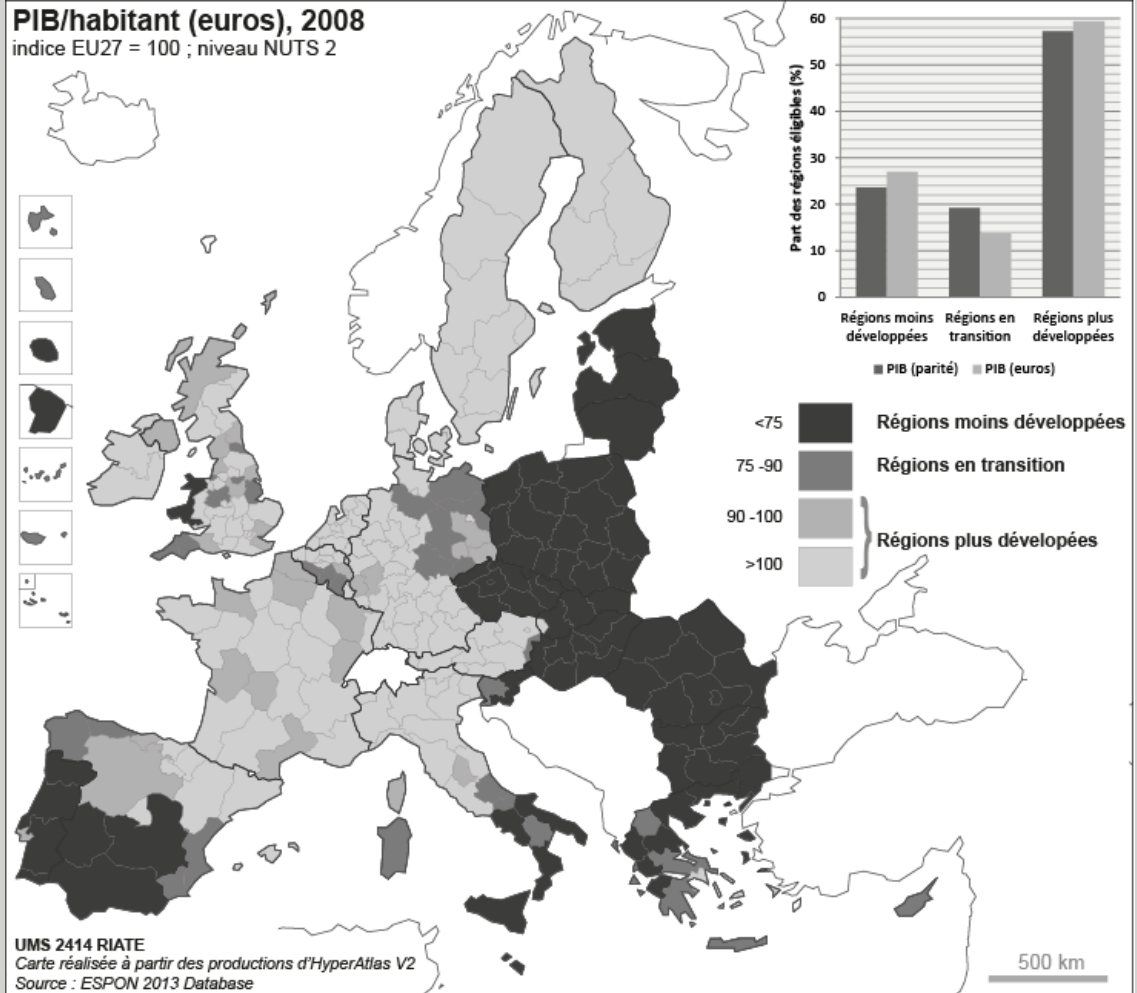 PIB/habitant (euros), 2008
indice EU27 = 100 ; niveau NUTS 2
Part des régions éligibles (%)
60
50
40
30
20
10
0
Régions moins développées
Régions en transition
Régions plus développées
PIB (parité)
PIB (euros)
<75
Régions moins développées
75 -90
Régions en transition
90 -100
>100
Régions plus dévelopées
UMS 2414 RIATE
Carte réalisée à partir des productions d'HyperAtlas V2
Source : ESPON 2013 Database
500 km